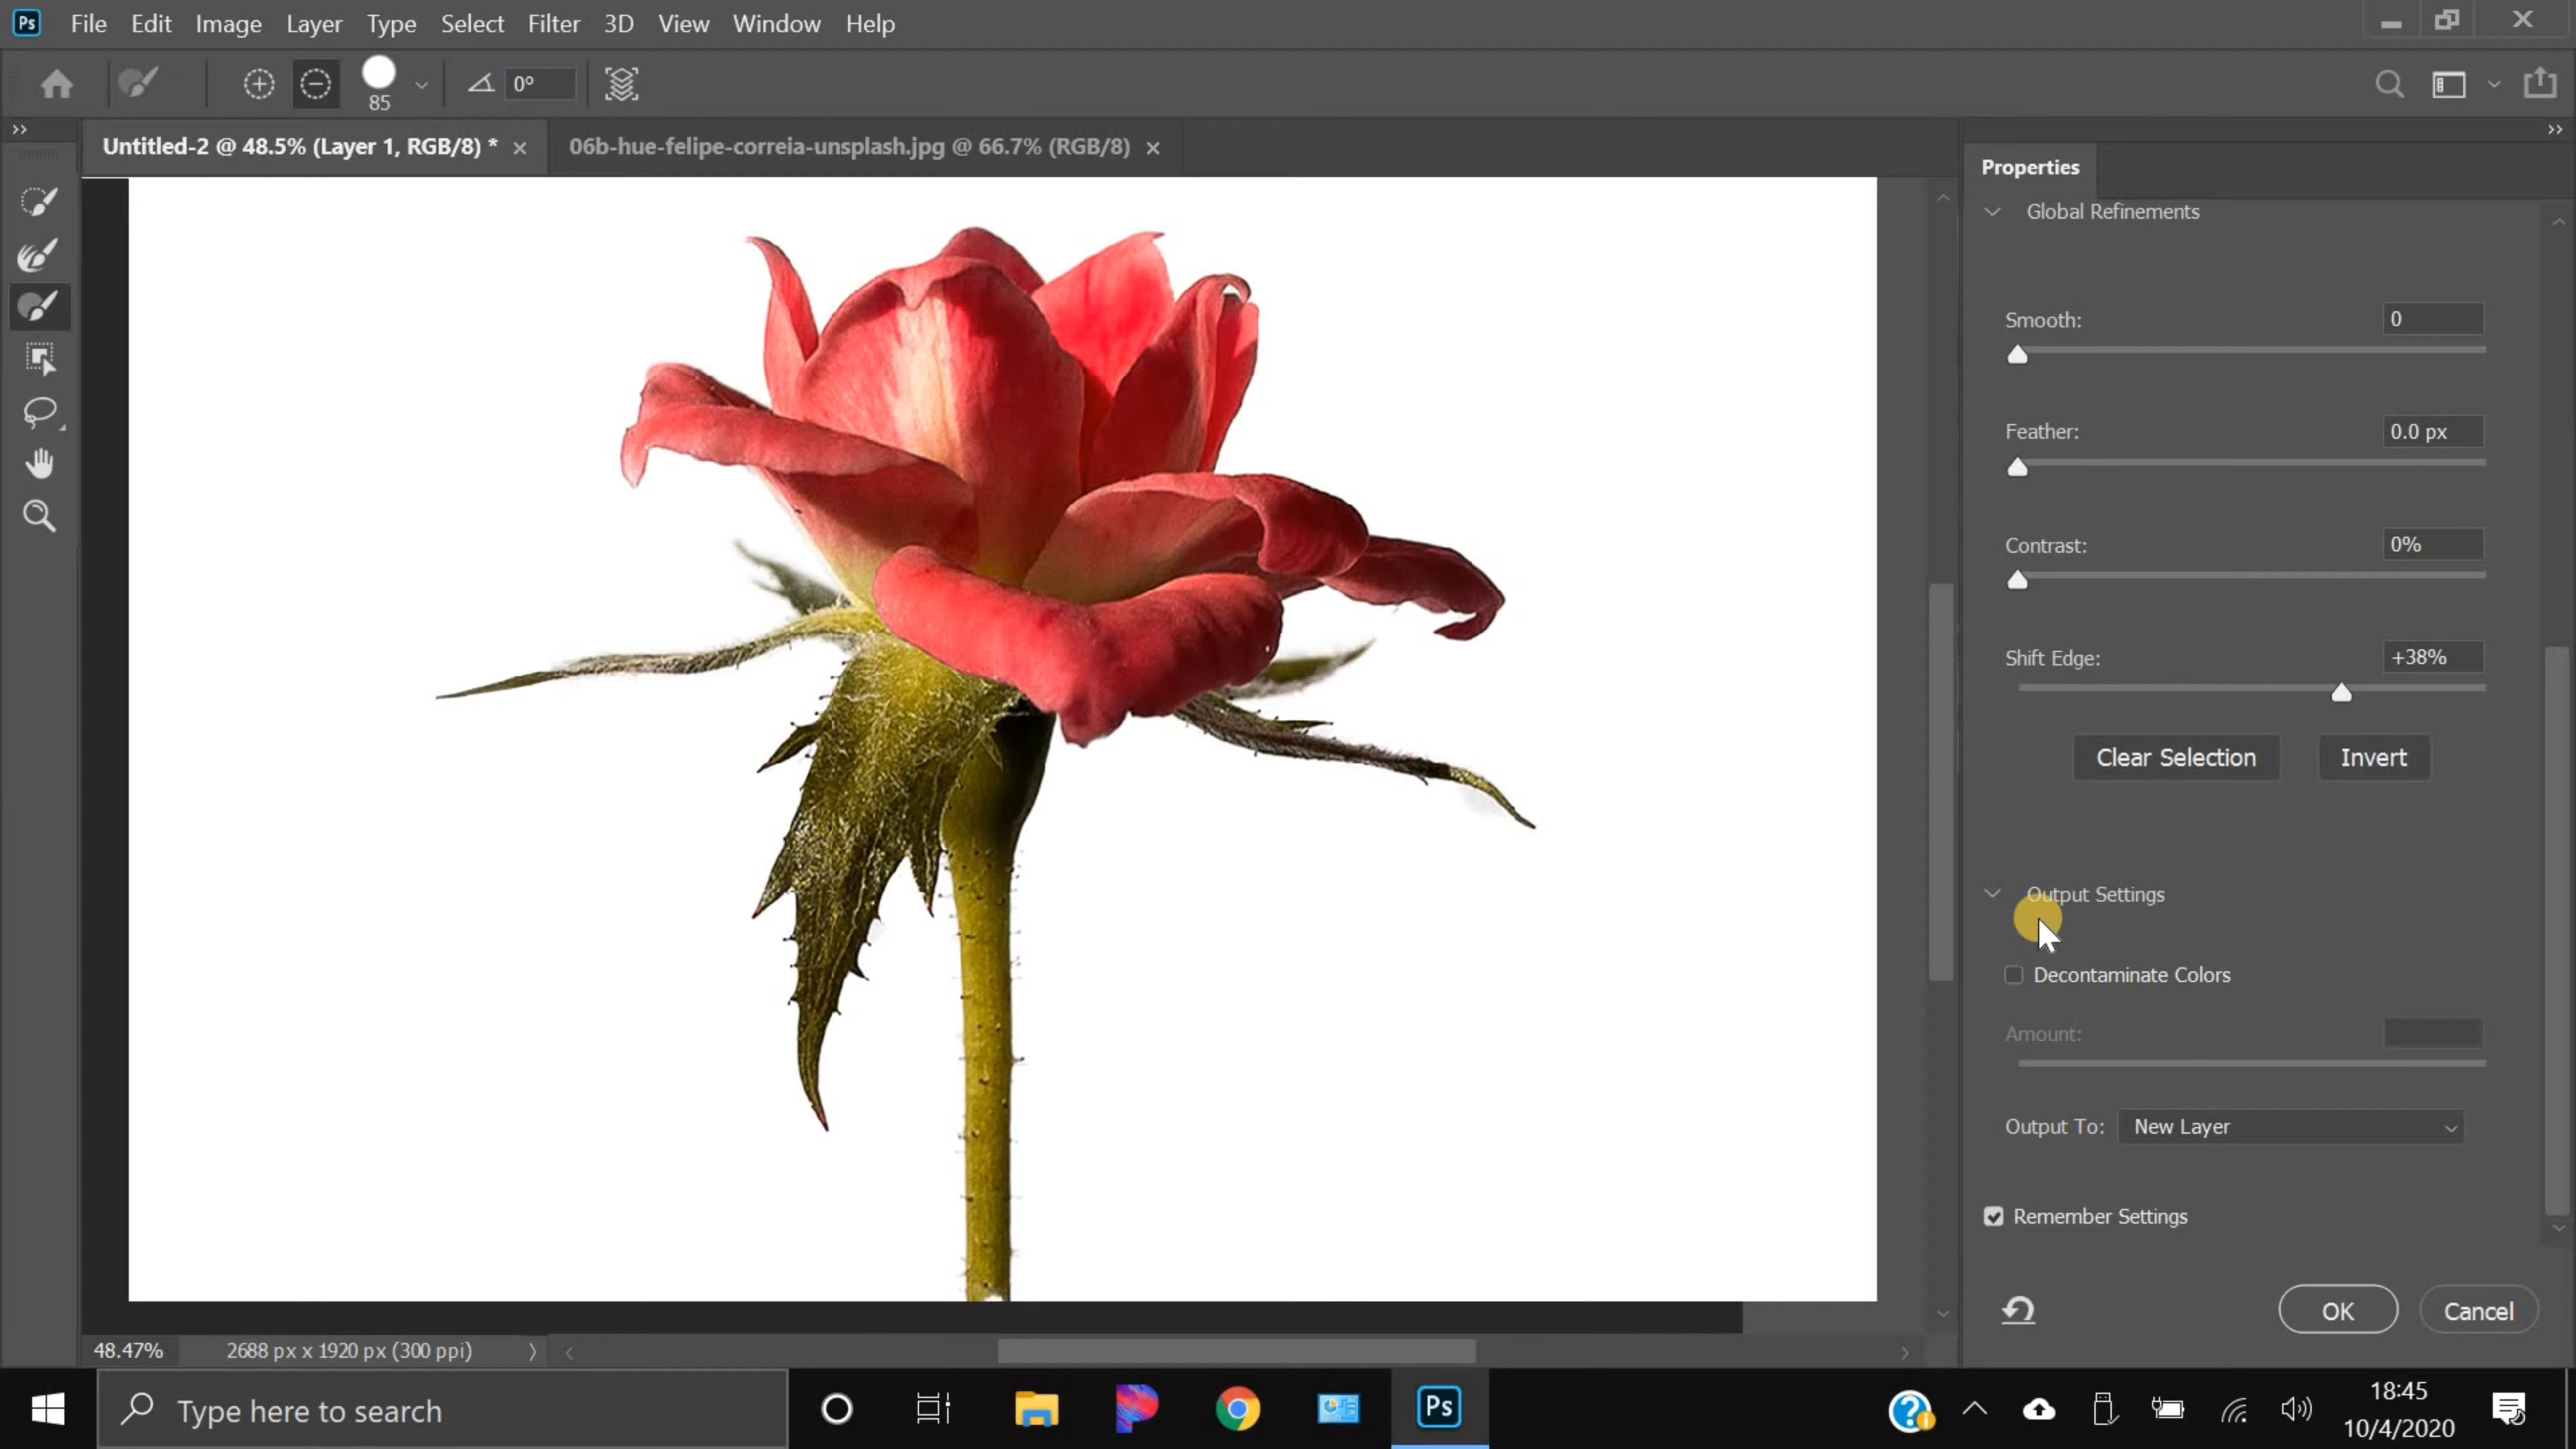 Ps File Edit Image Layer Type Select Filter 3D View Window Help
85
0°
Untitled-2 @ 48.5% (Layer 1, RGB/8) *
06b-hue-felipe-correia-unsplash.jpg @ 66.7% (RGB/8)
Properties
Global Refinements
Smooth: 0
Feather: 0.0 px
Contrast: 0%
Shift Edge: +38%
Clear Selection Invert
Output Settings
Decontaminate Colors
Amount:
Output To: New Layer
Remember Settings
OK Cancel
48.47% 2688 px x 1920 px (300 ppi)
Type here to search
Ps
18:45
10/4/2020